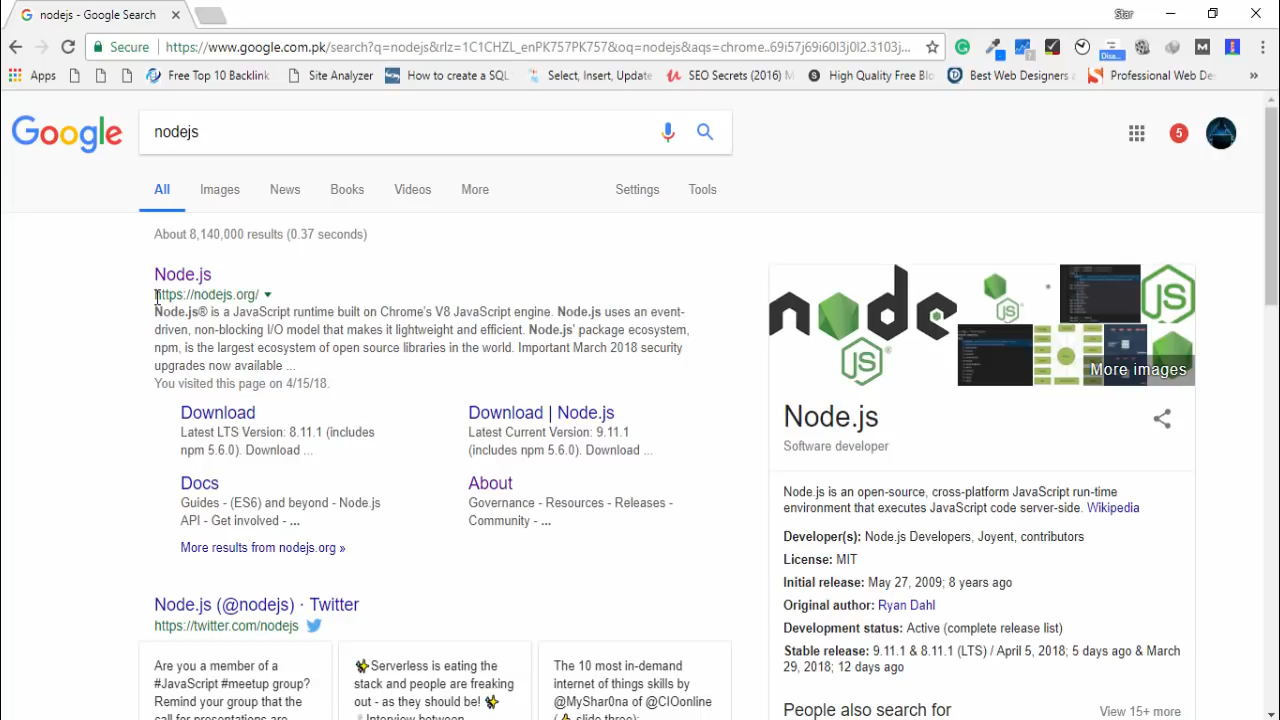 nodejs - Google Search
Star
Secure https://www.google.com.pk/search?q=nodejs&rlz=1C1CHZL_enPK757PK757&oq=nodejs&aqs=chrome...69i57j69i60l3j0l2.3103j...
Apps Free Top 10 Backlink Site Analyzer How to create a SQL Select, Insert, Update SEO Secrets (2016) High Quality Free Blo Best Web Designers Professional Web De »
Google
nodejs
5
All Images News Books Videos More Settings Tools
About 8,140,000 results (0.37 seconds)
Node.js
https://nodejs.org/
Node.js® is a JavaScript runtime built on Chrome's V8 JavaScript engine. Node.js uses an event-
driven, non-blocking I/O model that makes it lightweight and efficient. Node.js' package ecosystem,
npm, is the largest ecosystem of open source libraries in the world. Important March 2018 security
upgrades now available ...
You visited this page on 4/15/18.
Download
Latest LTS Version: 8.11.1 (includes
npm 5.6.0). Download ...
Download | Node.js
Latest Current Version: 9.11.1
(includes npm 5.6.0). Download ...
Docs
Guides - (ES6) and beyond - Node.js
API - Get involved - ...
About
Governance - Resources - Releases -
Community - ...
More results from nodejs.org »
Node.js (@nodejs) · Twitter
https://twitter.com/nodejs
Are you a member of a
#JavaScript #meetup group?
Remind your group that the
call for presentations are
✨Serverless is eating the
stack and people are freaking
out - as they should be! ✨
Interview between
The 10 most in-demand
internet of things skills by
@MyShar0na of @CIOonline
slide three):
node
JS
JS
More images
Node.js
Software developer
Node.js is an open-source, cross-platform JavaScript run-time
environment that executes JavaScript code server-side. Wikipedia
Developer(s): Node.js Developers, Joyent, contributors
License: MIT
Initial release: May 27, 2009; 8 years ago
Original author: Ryan Dahl
Development status: Active (complete release list)
Stable release: 9.11.1 & 8.11.1 (LTS) / April 5, 2018; 5 days ago & March
29, 2018; 12 days ago
People also search for
View 15+ more